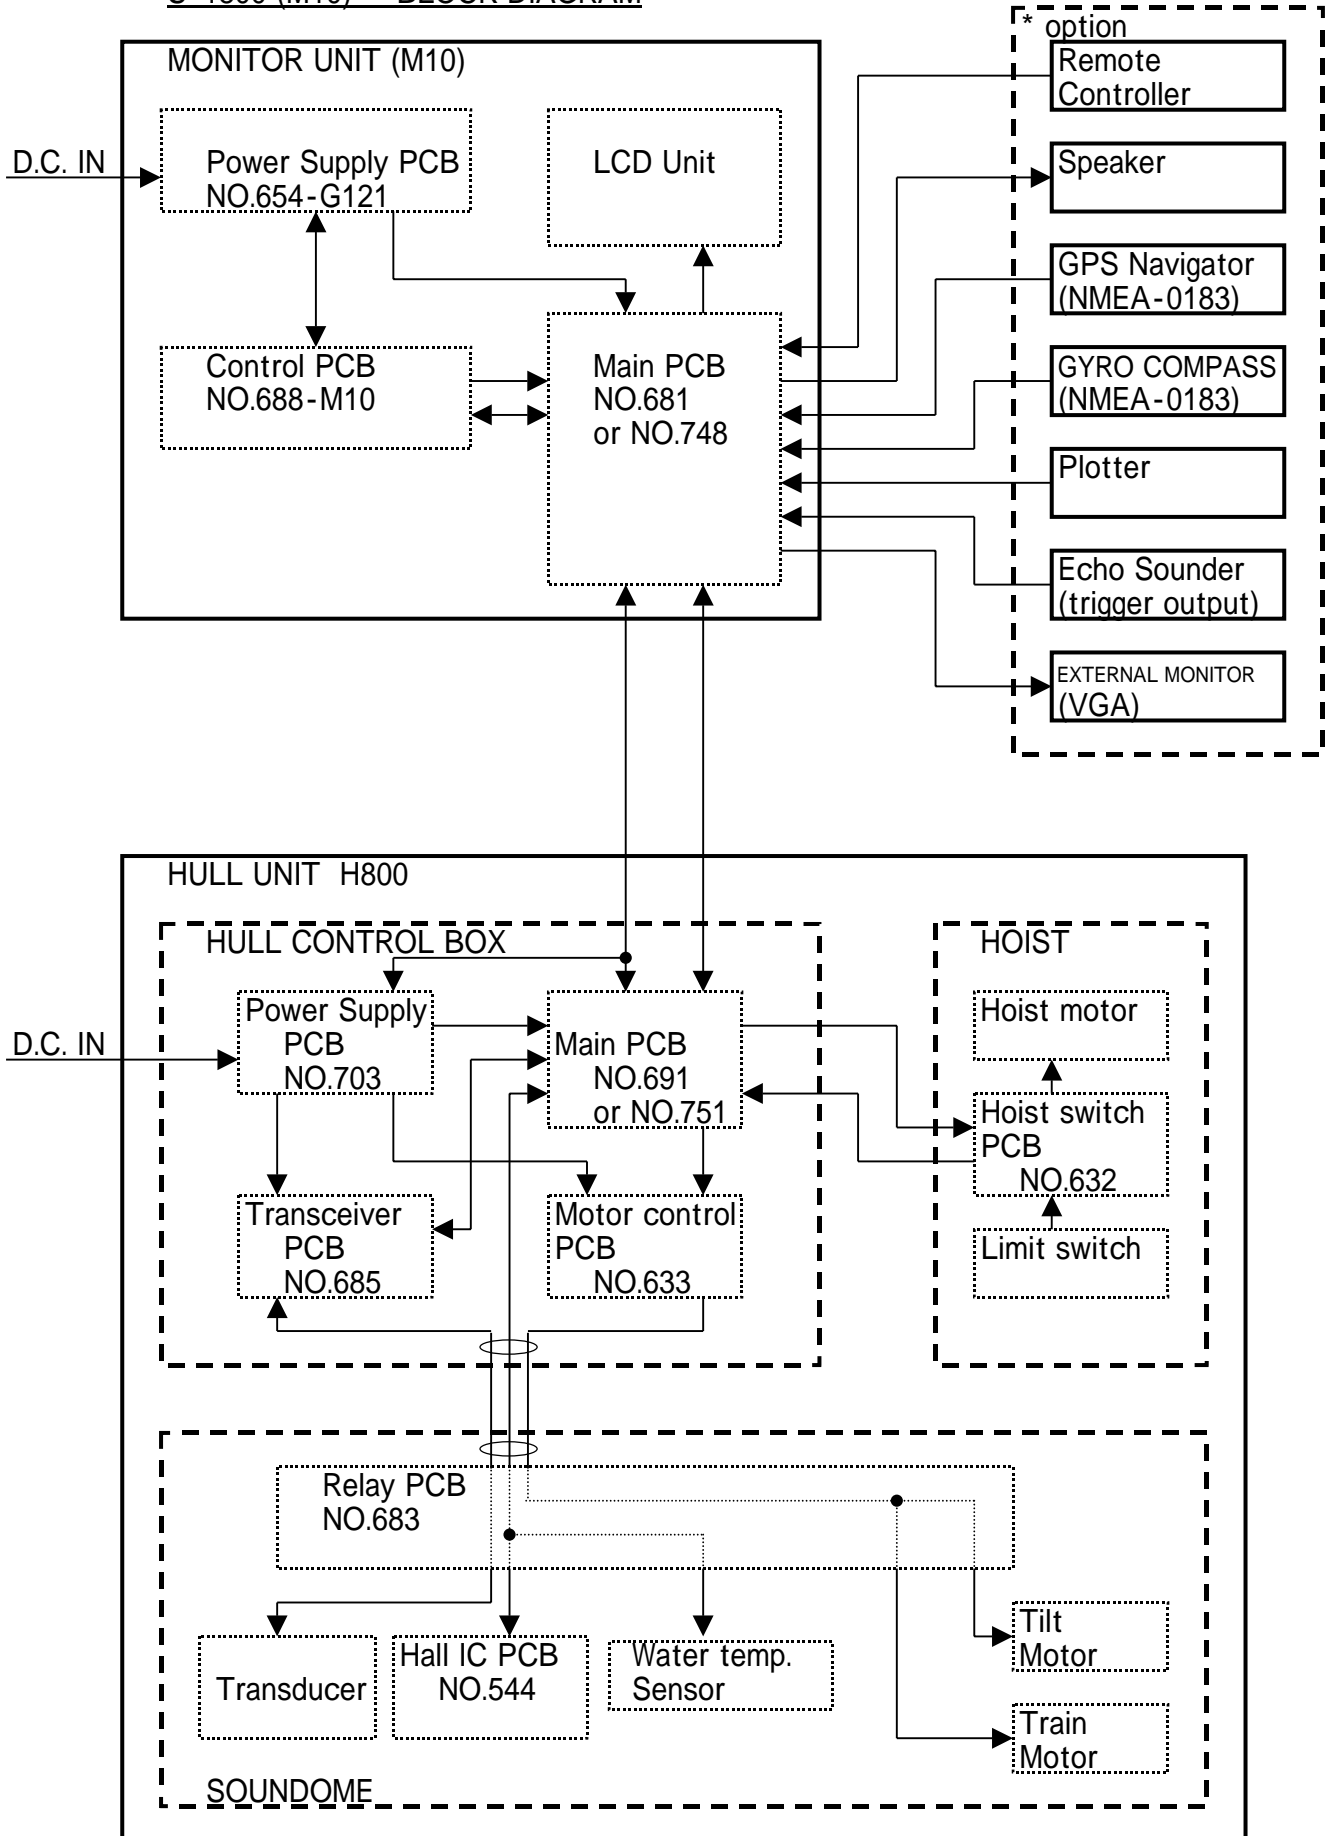 (M10) BLOCK DIAGRAM
* option
MONITOR UNIT (M10)
Remote
Controller
D.C. IN
Power Supply PCB
NO.654-G121
LCD Unit
Speaker
GPS Navigator
(NMEA-0183)
Control PCB
NO.688-M10
Main PCB
NO.681
or NO.748
GYRO COMPASS
(NMEA-0183)
Plotter
Echo Sounder
(trigger output)
EXTERNAL MONITOR
(VGA)
HULL UNIT H800
HULL CONTROL BOX
HOIST
D.C. IN
Power Supply
PCB
NO.703
Main PCB
NO.691
or NO.751
Hoist motor
Hoist switch
PCB
NO.632
Transceiver
PCB
NO.685
Motor control
PCB
NO.633
Limit switch
Relay PCB
NO.683
Transducer
Hall IC PCB
NO.544
Water temp.
Sensor
Tilt
Motor
Train
Motor
SOUNDOME